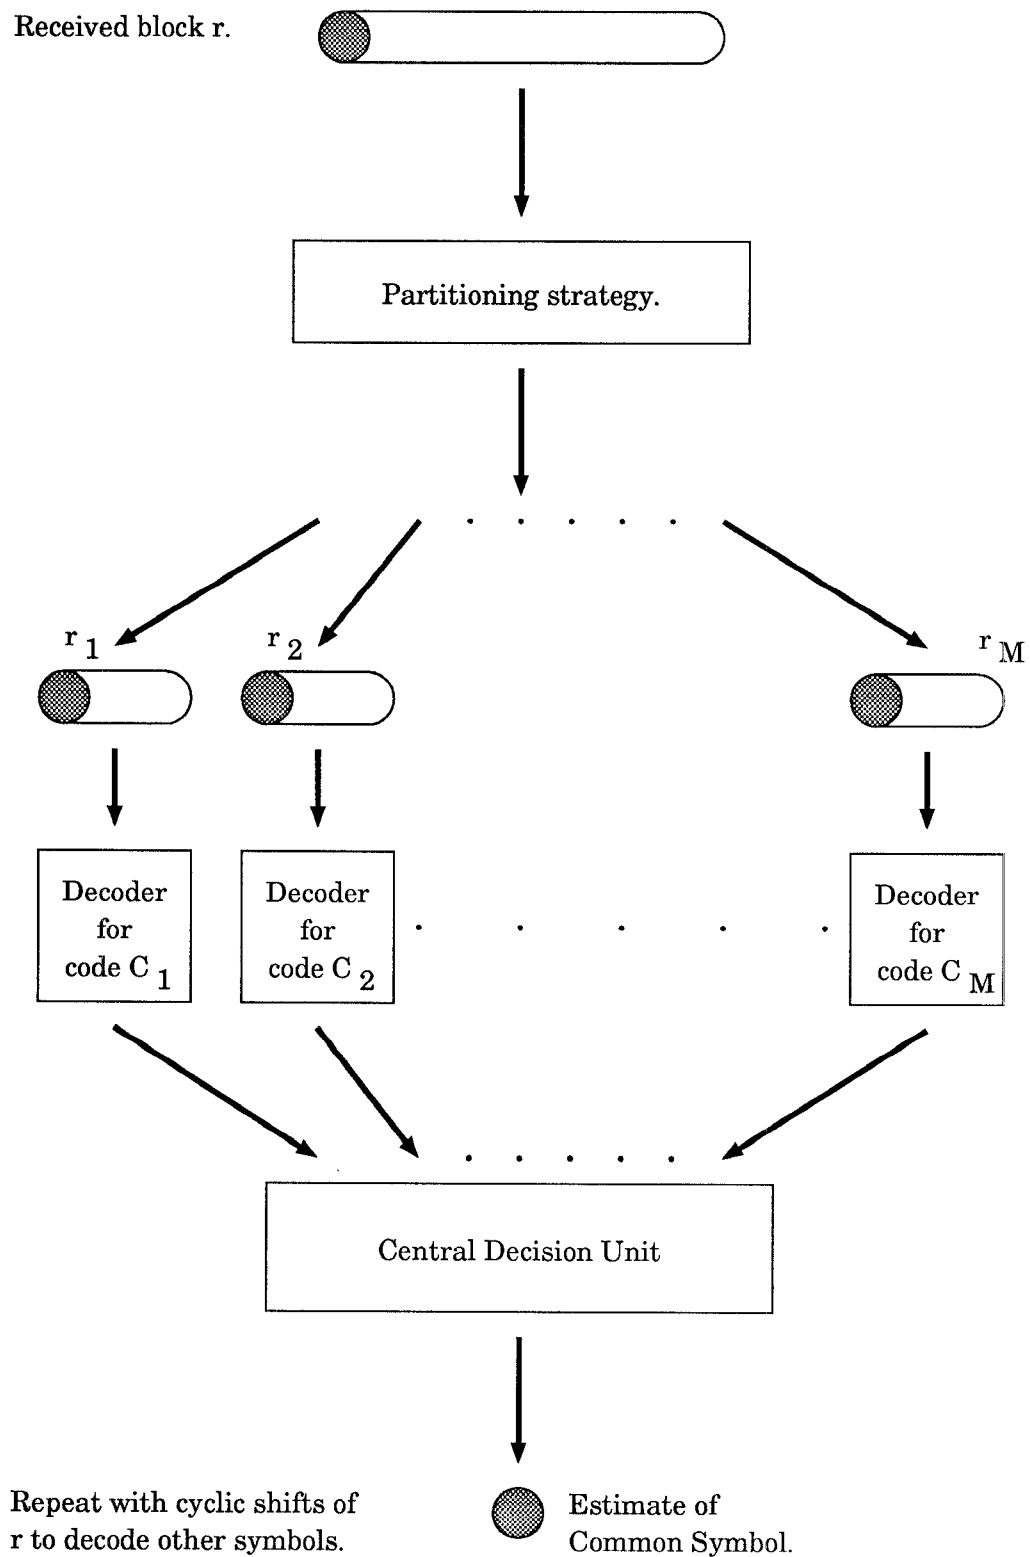 Received block r.
Partitioning strategy.
r 1
r 2
r M
Decoder
for
code C 1
Decoder
for
code C 2
Decoder
for
code C M
Central Decision Unit
Repeat with cyclic shifts of
r to decode other symbols.
Estimate of
Common Symbol.